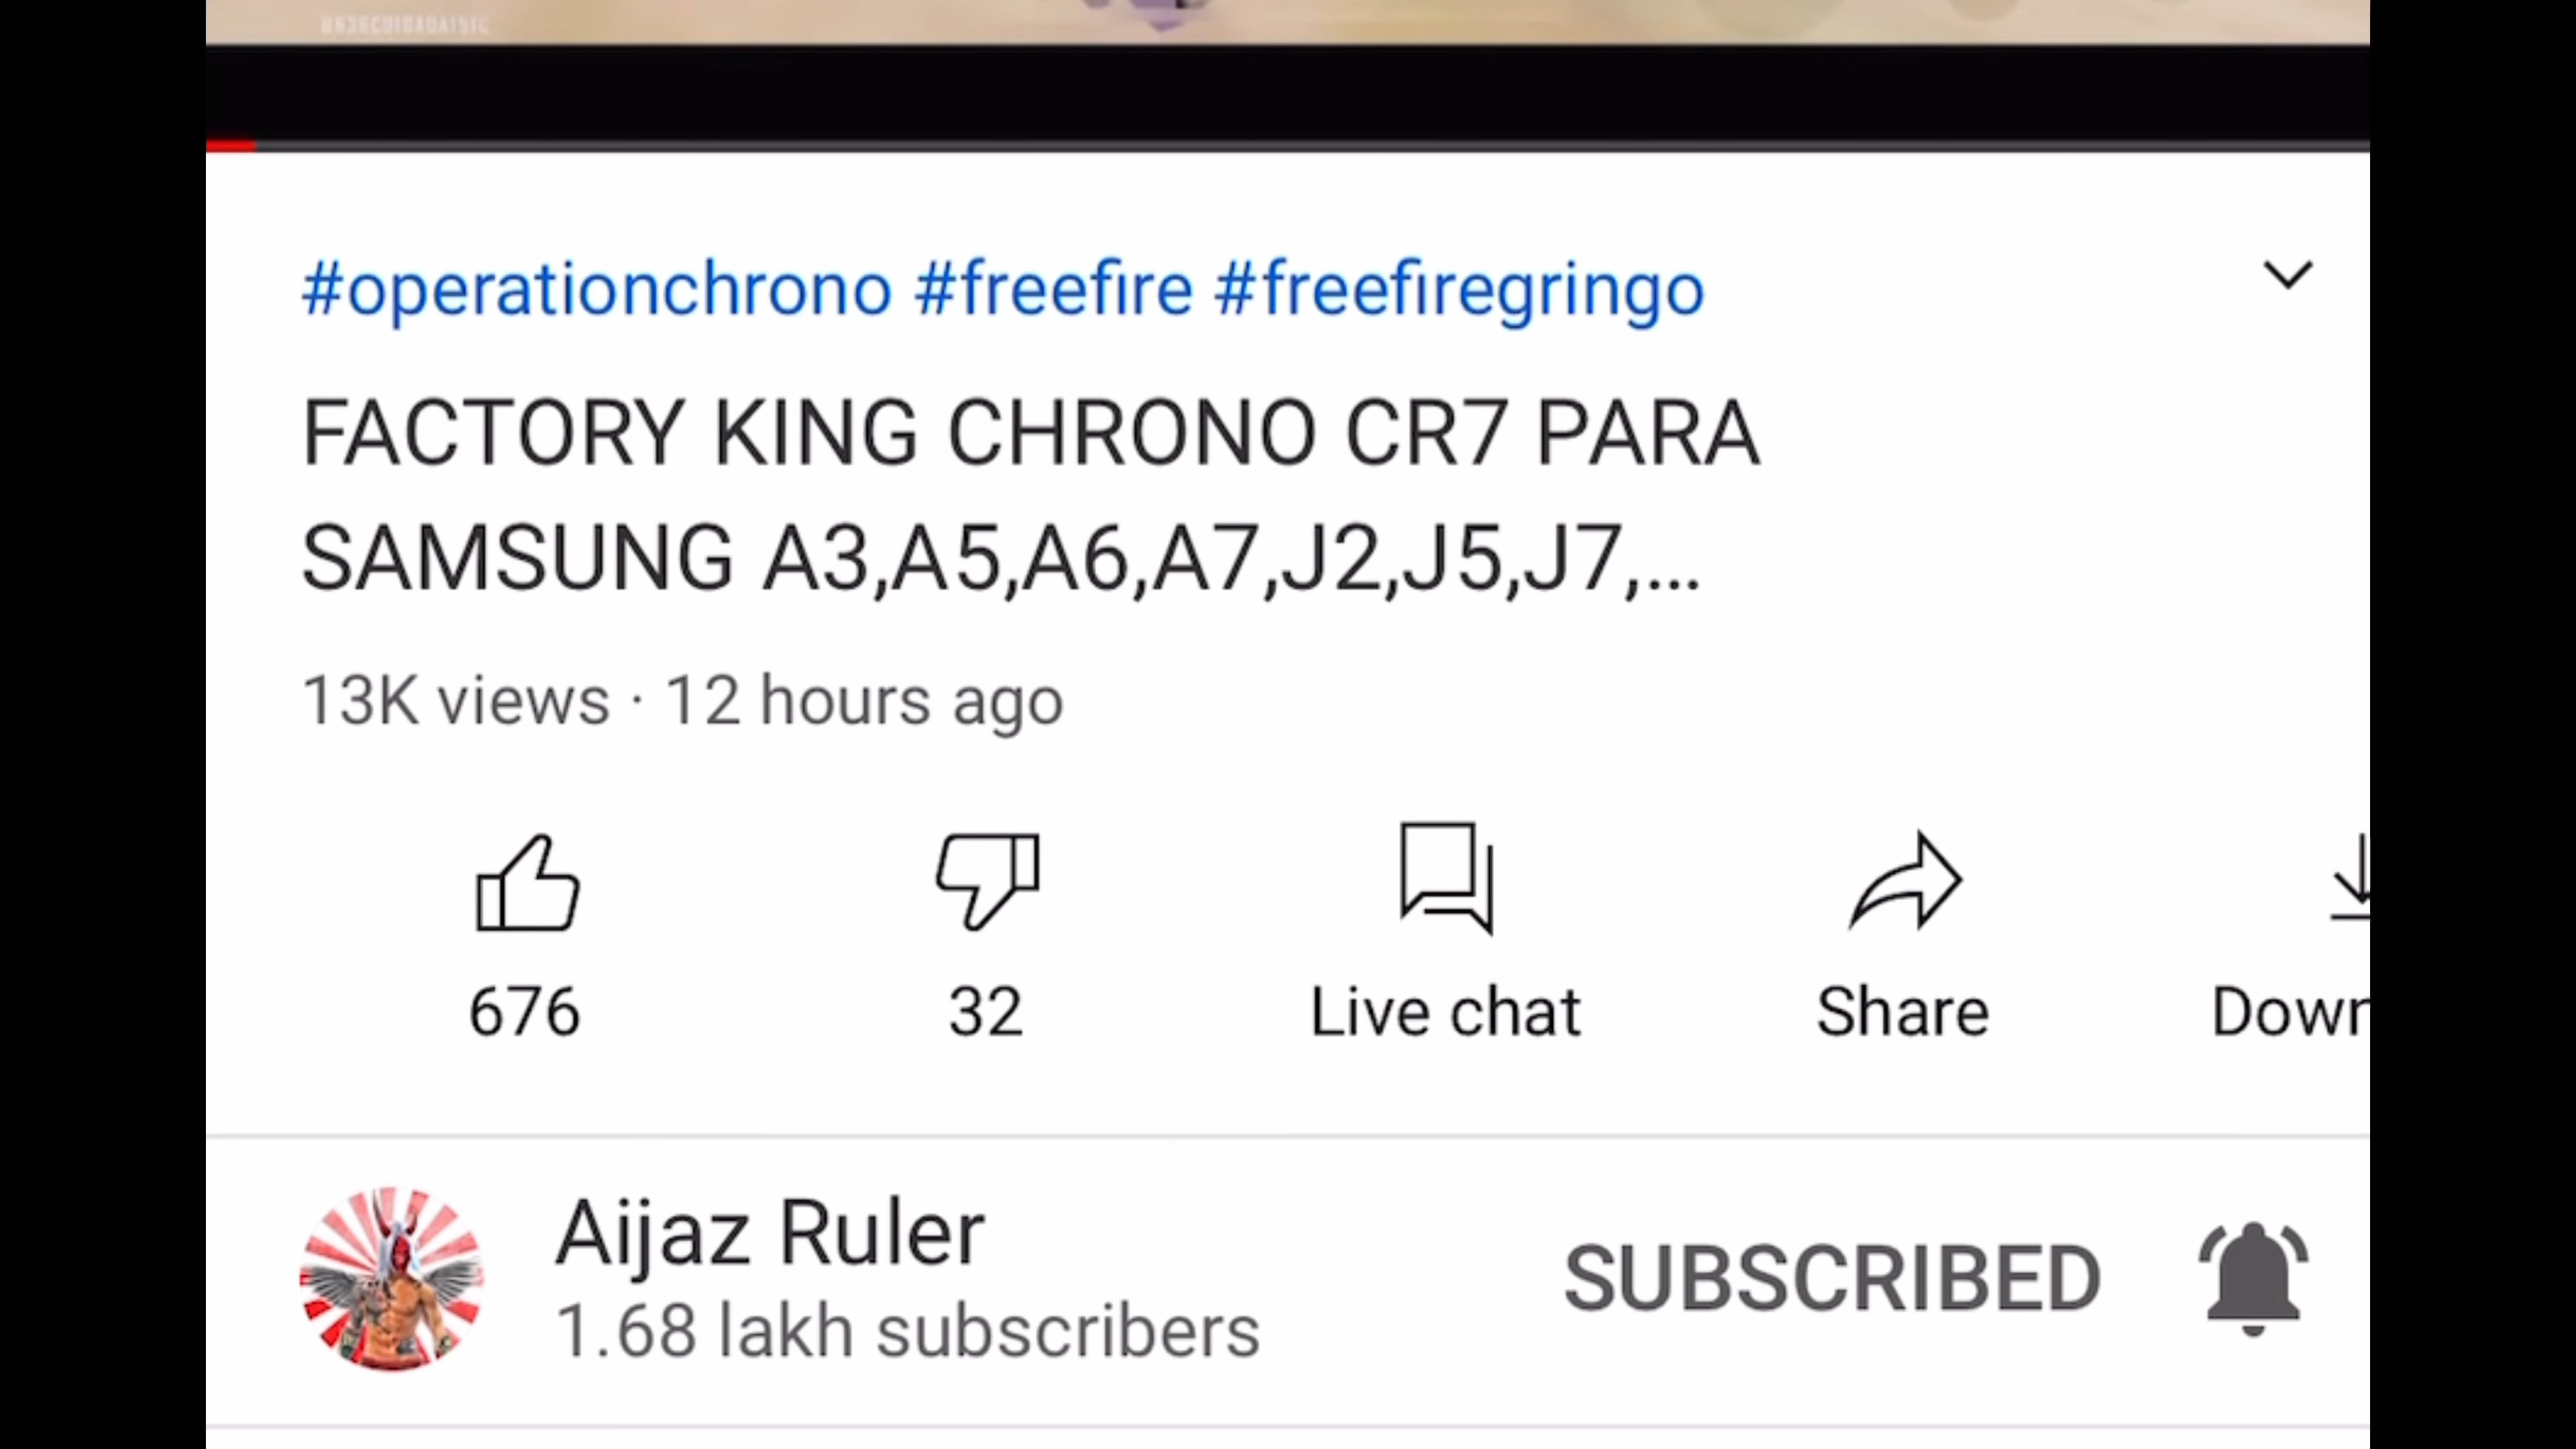 #operationchrono #freefire #freefiregringo
FACTORY KING CHRONO CR7 PARA
SAMSUNG A3,A5,A6,A7,J2,J5,J7,...
13K views · 12 hours ago
676
32
Live chat
Share
Down
Aijaz Ruler
1.68 lakh subscribers
SUBSCRIBED